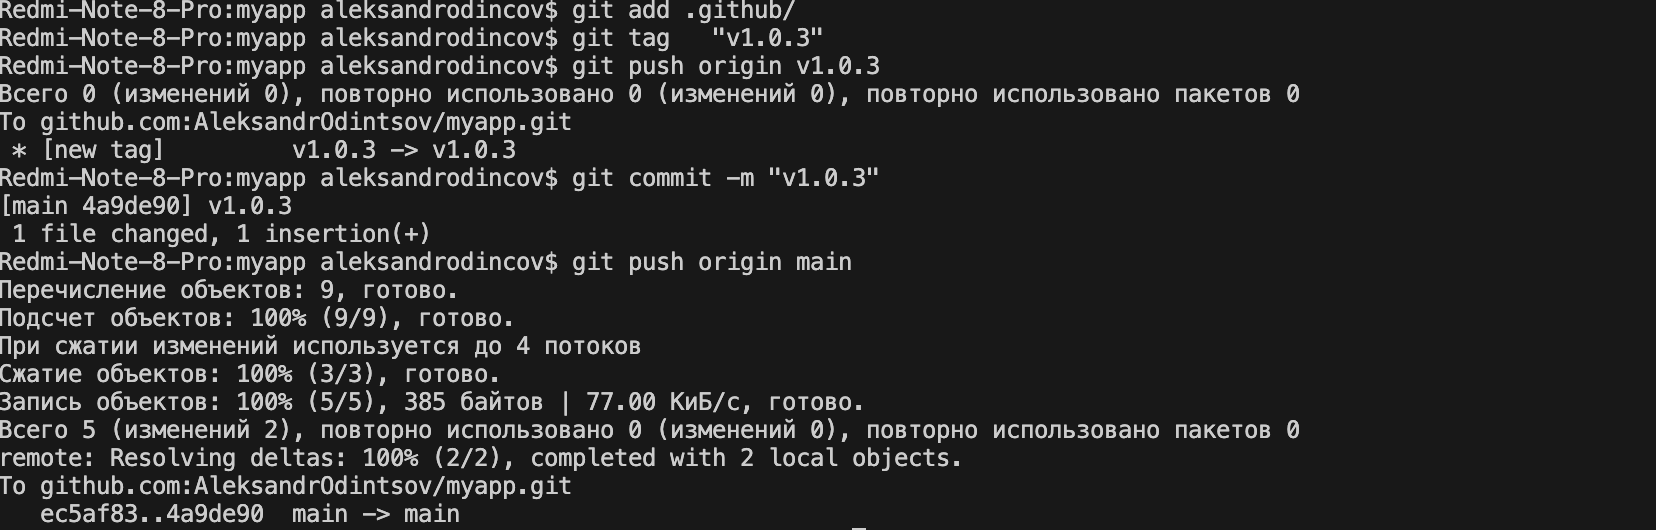 Redmi-Note-8-Pro:myapp aleksandrodincov$ git add .github/
Redmi-Note-8-Pro:myapp aleksandrodincov$ git tag   "v1.0.3"
Redmi-Note-8-Pro:myapp aleksandrodincov$ git push origin v1.0.3
Всего 0 (изменений 0), повторно использовано 0 (изменений 0), повторно использовано пакетов 0
To github.com:AleksandrOdintsov/myapp.git
 * [new tag]         v1.0.3 -> v1.0.3
Redmi-Note-8-Pro:myapp aleksandrodincov$ git commit -m "v1.0.3"
[main 4a9de90] v1.0.3
 1 file changed, 1 insertion(+)
Redmi-Note-8-Pro:myapp aleksandrodincov$ git push origin main
Перечисление объектов: 9, готово.
Подсчет объектов: 100% (9/9), готово.
При сжатии изменений используется до 4 потоков
Сжатие объектов: 100% (3/3), готово.
Запись объектов: 100% (5/5), 385 байтов | 77.00 КиБ/с, готово.
Всего 5 (изменений 2), повторно использовано 0 (изменений 0), повторно использовано пакетов 0
remote: Resolving deltas: 100% (2/2), completed with 2 local objects.
To github.com:AleksandrOdintsov/myapp.git
   ec5af83..4a9de90  main -> main